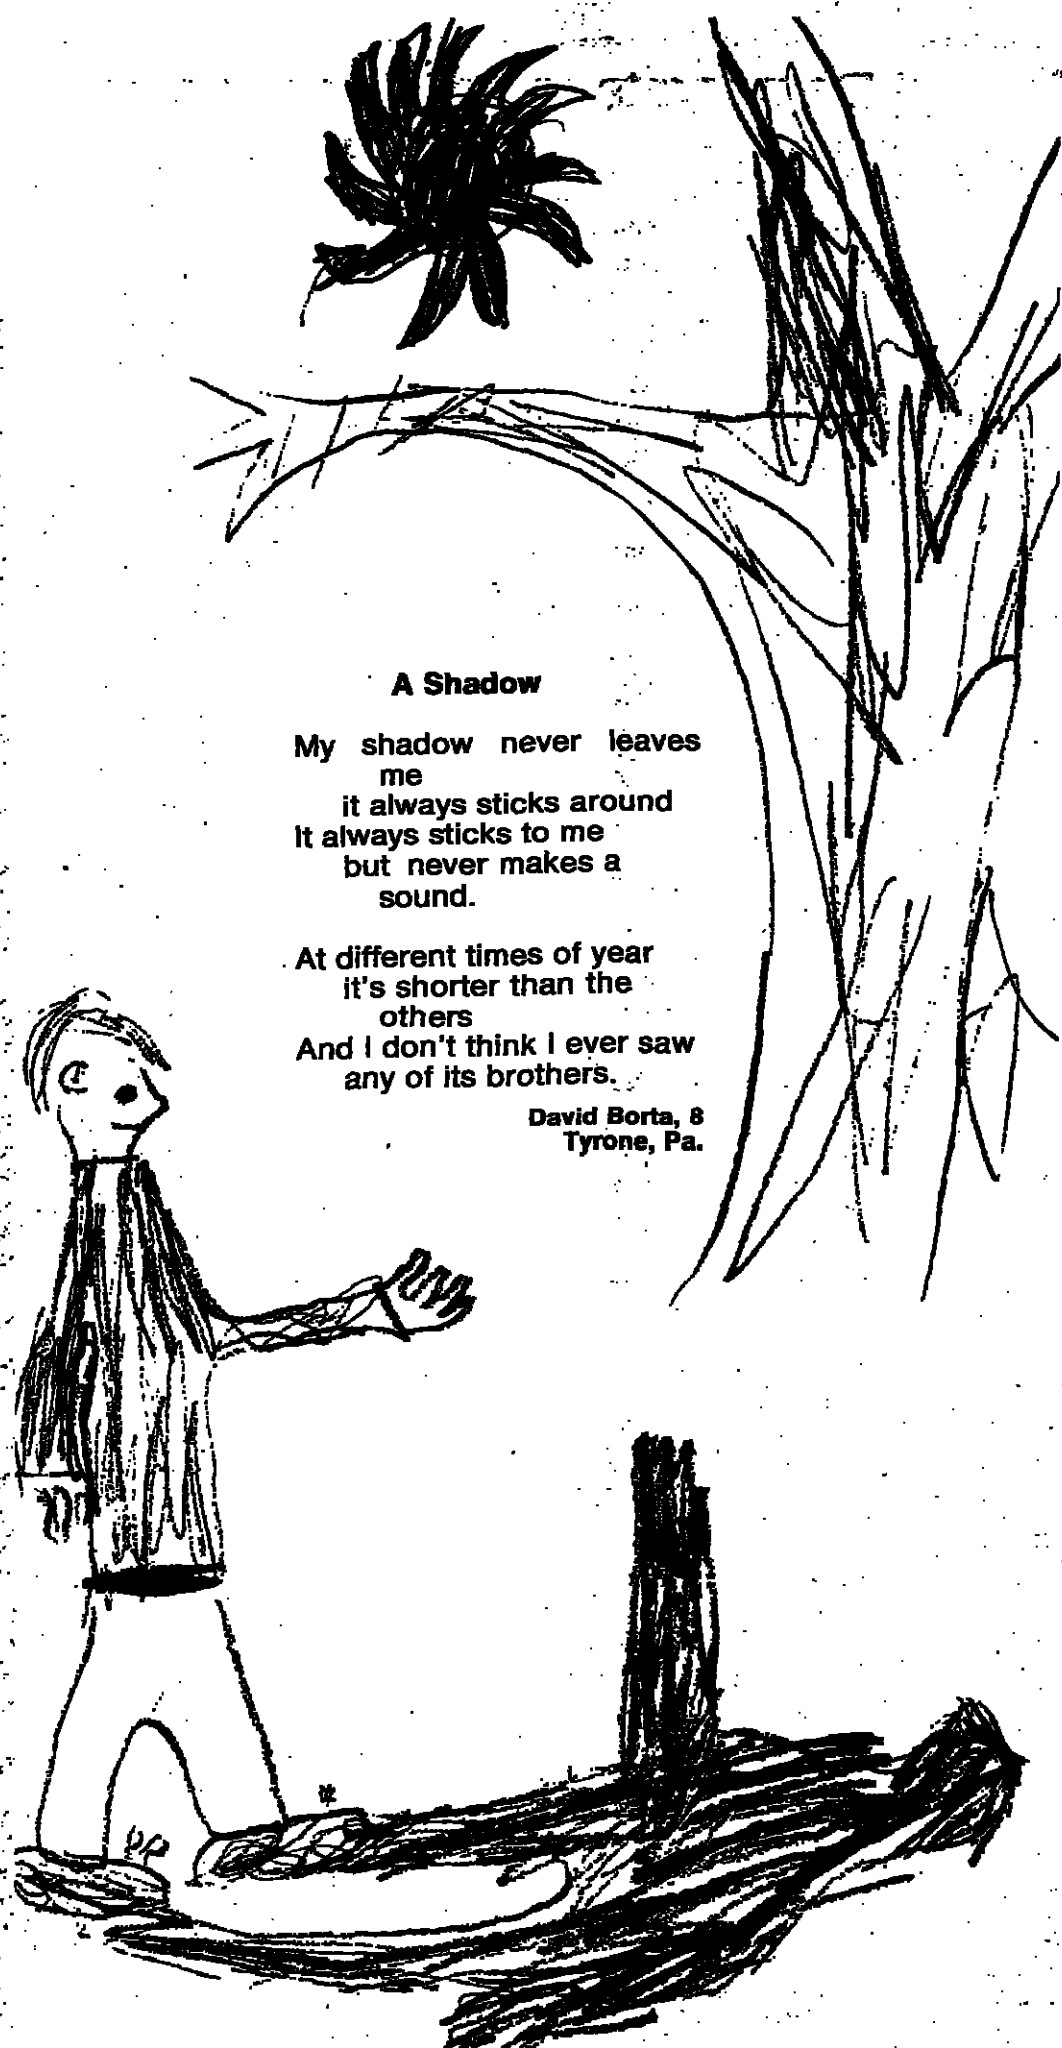 A Shadow
My shadow never leaves
me
it always sticks around
It always sticks to me
but never makes a
sound.
At different times of year
it's shorter than the
others
And I don't think I ever saw
any of its brothers.
David Borta, 8
Tyrone, Pa.